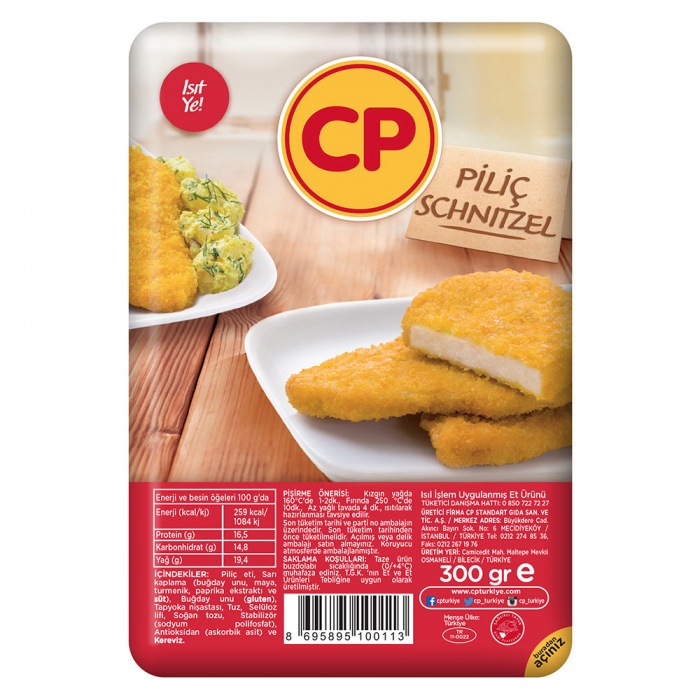 Isıt
Ye!
CP
PİLİÇ
SCHNITZEL
Enerji ve besin öğeleri 100 g'da
Enerji (kcal/kj) 259 kcal/
1084 kj
Protein (g) 16,5
Karbonhidrat (g) 14,8
Yağ (g) 19,4
İÇİNDEKİLER: Piliç eti, Sarı
kaplama (buğday unu, maya,
turmenik, paprika ekstraktı ve
süt), Buğday unu (gluten),
Tapyoka nişastası, Tuz, Selüloz
lifi, Soğan tozu, Stabilizör
(sodyum polifosfat),
Antioksidan (askorbik asit) ve
Kereviz.
PİŞİRME ÖNERİSİ: Kızgın yağda
160°C'de 1-2dk., Fırında 250 °C'de
10dk., Az yağlı tavada 4 dk., ısıtılarak
hazırlanması tavsiye edilir.
Son tüketim tarihi ve parti no ambalajın
üzerindedir. Son tüketim tarihinden
önce tüketilmelidir. Açılmış veya delik
ambalajı satın almayınız. Koruyucu
atmosferde ambalajlanmıştır.
SAKLAMA KOŞULLARI: Taze ürün
buzdolabı sıcaklığında (0/+4°C)
muhafaza ediniz. T.G.K. 'nın Et ve Et
Ürünleri Tebliğine uygun olarak
üretilmiştir.
8 695895 100113
Isıl İşlem Uygulanmış Et Ürünü
TÜKETİCİ DANIŞMA HATTI: 0 850 722 72 27
ÜRETİCİ FİRMA CP STANDART GIDA SAN. VE
TİC. A.Ş. / MERKEZ ADRES: Büyükdere Cad.
Akıncı Bayırı Sok. No: 6 MECİDİYEKÖY /
İSTANBUL / TÜRKİYE Tel: 0212 274 85 36,
Faks: 0212 267 19 76
ÜRETİM YERİ: Camicedit Mah. Maltepe Mevkii
OSMANELİ / BİLECİK / TÜRKİYE
300 gr e
www.cpturkiye.com
cpturkiye cp_turkiye cp_turkiye
Menşe Ülke:
Türkiye
TR
11-0022
buradan
açınız